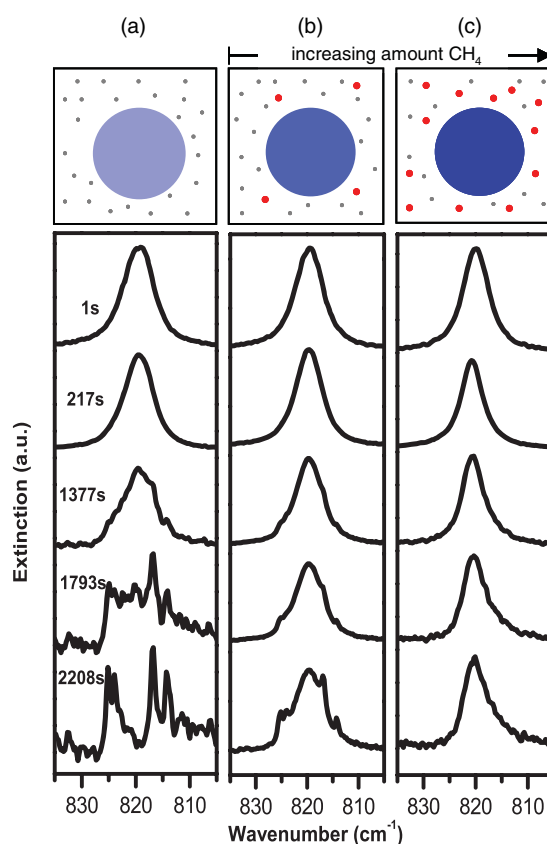 (a) (b) (c)
increasing amount CH₄
1s
217s
1377s
1793s
2208s
Extinction (a.u.)
830 820 810 830 820 810 830 820 810
Wavenumber (cm⁻¹)